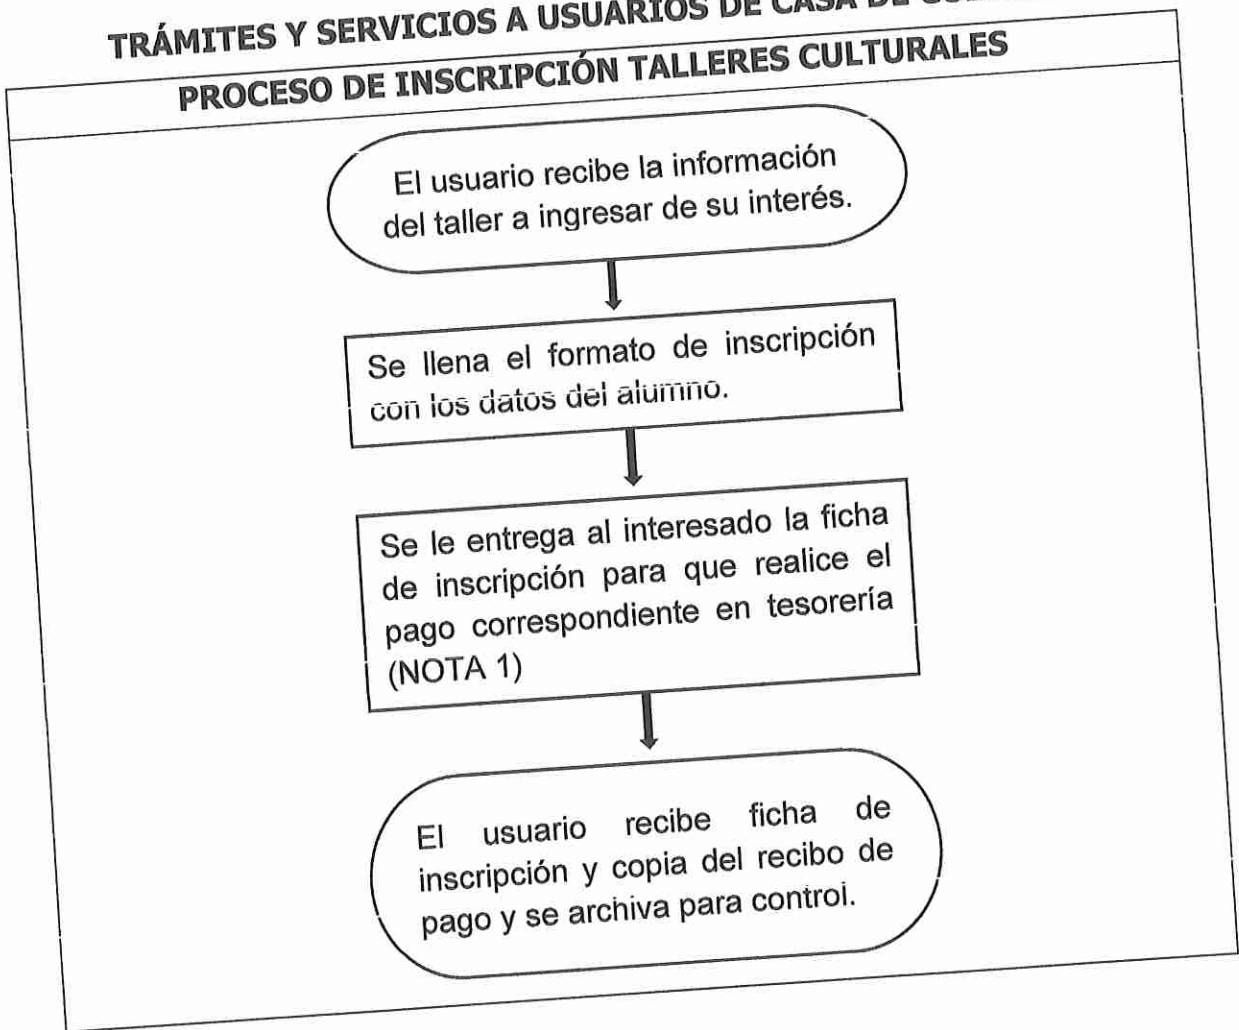 TRÁMITES Y SERVICIOS A USUARIOS DE CASA DE
PROCESO DE INSCRIPCIÓN TALLERES CULTURALES
El usuario recibe la información
del taller a ingresar de su interés.
Se llena el formato de inscripción
con los datos del alumno.
Se le entrega al interesado la ficha
de inscripción para que realice el
pago correspondiente en tesorería
(NOTA 1)
El usuario recibe ficha de
inscripción y copia del recibo de
pago y se archiva para control.